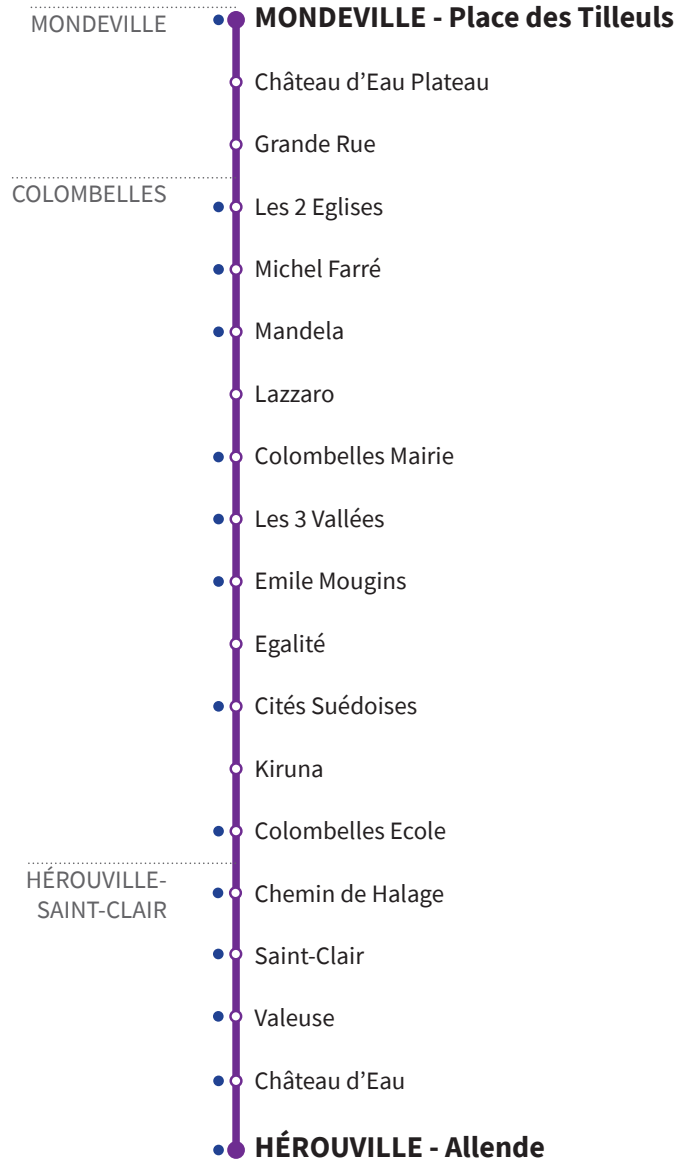 MONDEVILLE
MONDEVILLE - Place des Tilleuls
Château d’Eau Plateau
Grande Rue
COLOMBELLES
Les 2 Eglises
Michel Farré
Mandela
Lazzaro
Colombelles Mairie
Les 3 Vallées
Emile Mougins
Egalité
Cités Suédoises
Kiruna
Colombelles Ecole
HÉROUVILLE-
SAINT-CLAIR
Chemin de Halage
Saint-Clair
Valeuse
Château d’Eau
HÉROUVILLE - Allende